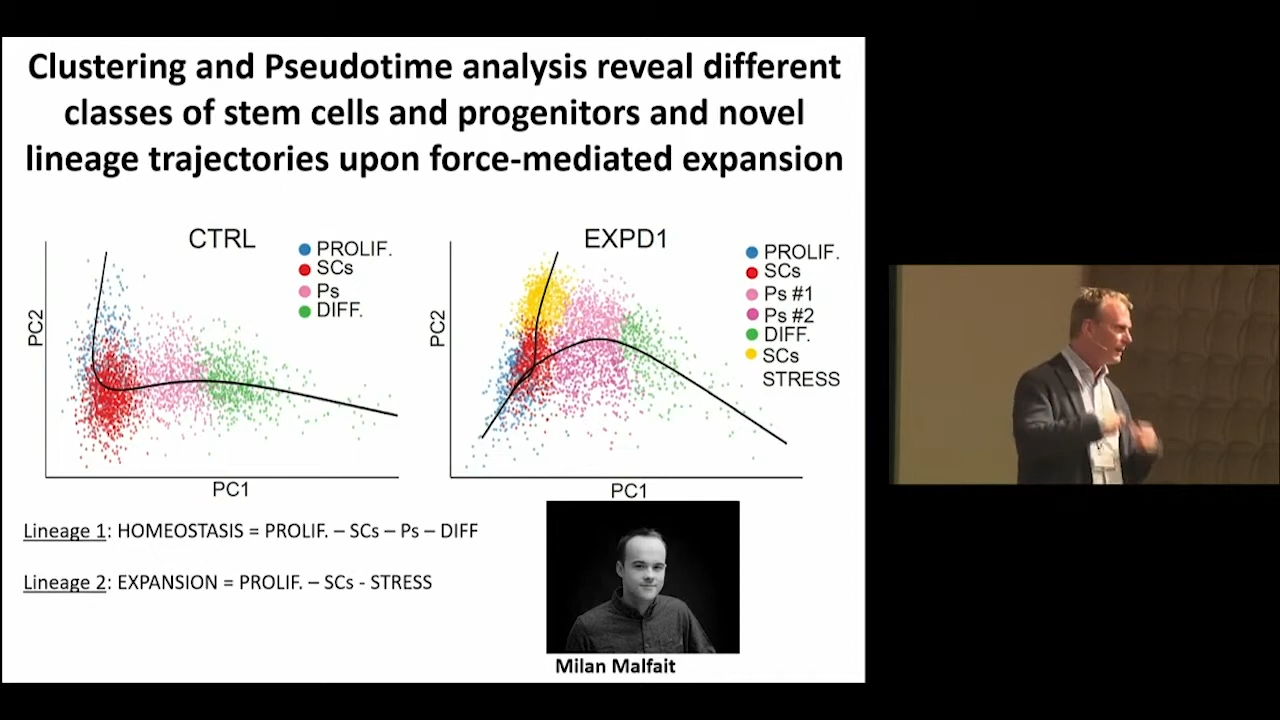 Clustering and Pseudotime analysis reveal different
classes of stem cells and progenitors and novel
lineage trajectories upon force-mediated expansion
CTRL
PROLIF.
SCs
Ps
DIFF.
PC2
PC1
EXPD1
PROLIF.
SCs
Ps #1
Ps #2
DIFF.
SCs
STRESS
PC2
PC1
Lineage 1: HOMEOSTASIS = PROLIF. – SCs – Ps – DIFF
Lineage 2: EXPANSION = PROLIF. – SCs - STRESS
Milan Malfait